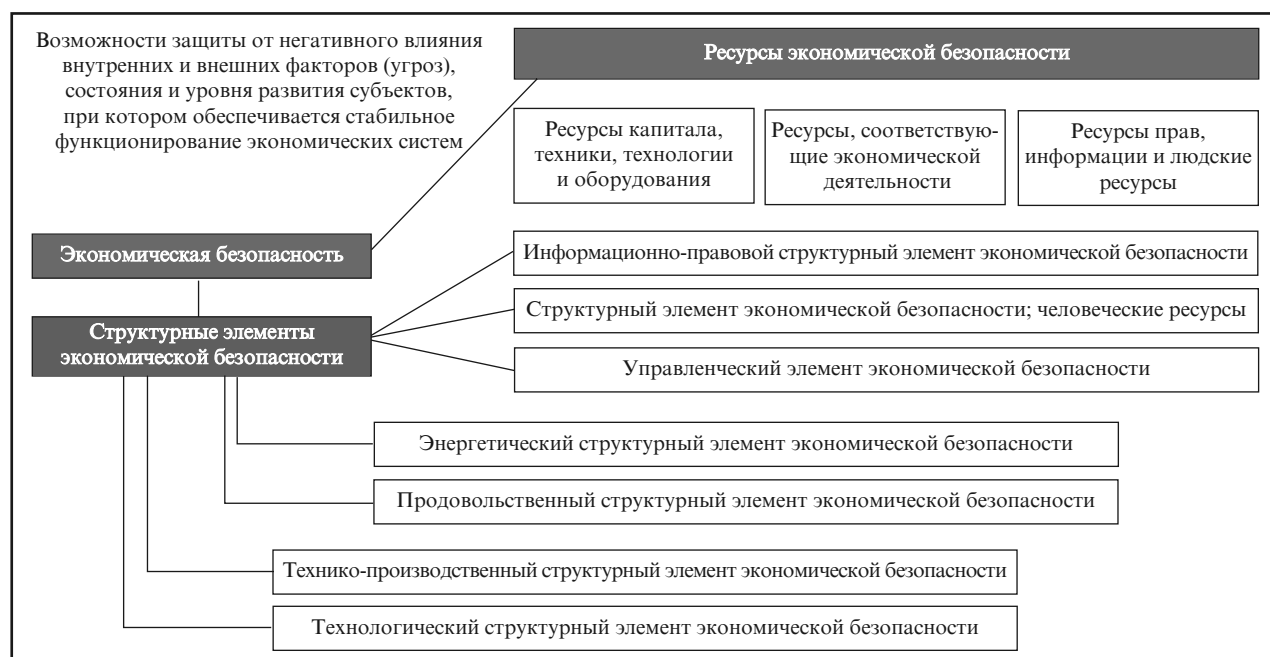 Возможности защиты от негативного влияния
внутренних и внешних факторов (угроз),
состояния и уровня развития субъектов,
при котором обеспечивается стабильное
функционирование экономических систем
Ресурсы экономической безопасности
Ресурсы капитала,
техники, технологии
и оборудования
Ресурсы, соответствую-
щие экономической
деятельности
Ресурсы прав,
информации и людские
ресурсы
Экономическая безопасность
Информационно-правовой структурный элемент экономической безопасности
Структурный элемент экономической безопасности; человеческие ресурсы
Структурные элементы
экономической безопасности
Управленческий элемент экономической безопасности
Энергетический структурный элемент экономической безопасности
Продовольственный структурный элемент экономической безопасности
Технико-производственный структурный элемент экономической безопасности
Технологический структурный элемент экономической безопасности